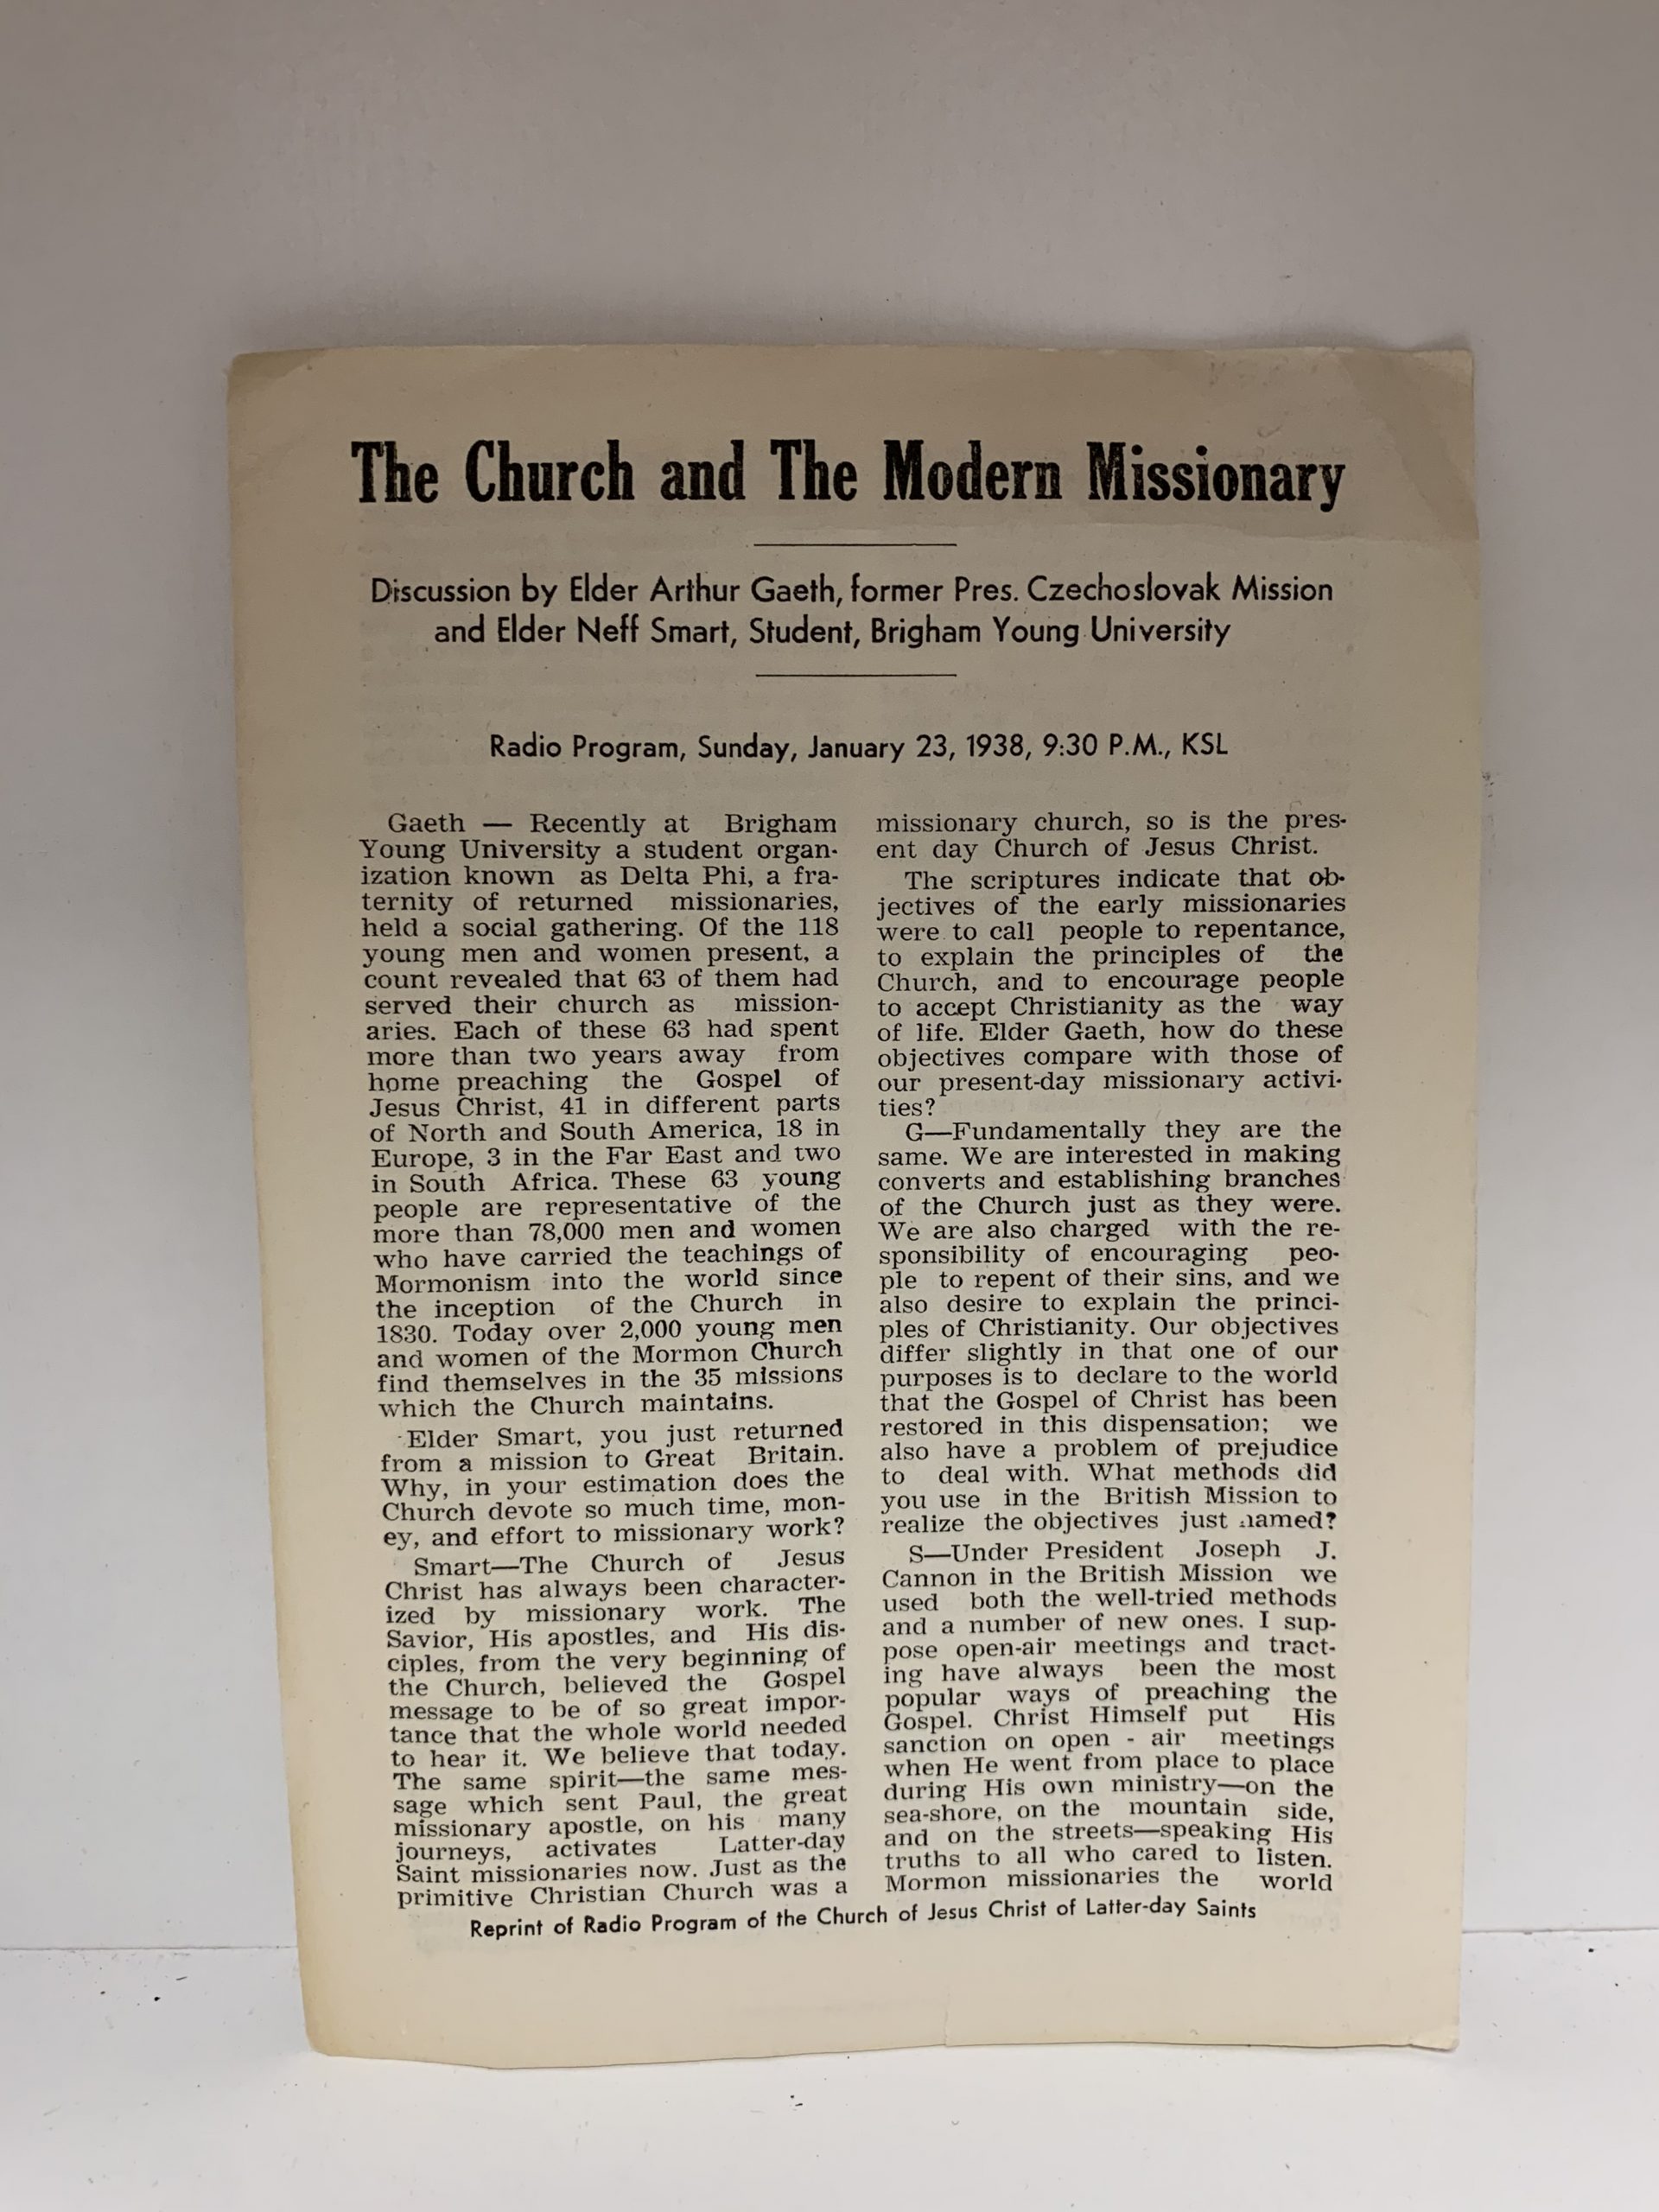 The Church and The Modern Missionary
Discussion by Elder Arthur Gaeth, former Pres. Czechoslovak Mission
and Elder Neff Smart, Student, Brigham Young University
Radio Program, Sunday, January 23, 1938, 9:30 P.M., KSL
Gaeth — Recently at Brigham
Young University a student organ-
ization known as Delta Phi, a fra-
ternity of returned missionaries,
held a social gathering. Of the 118
young men and women present, a
count revealed that 63 of them had
served their church as mission-
aries. Each of these 63 had spent
more than two years away from
home preaching the Gospel of
Jesus Christ, 41 in different parts
of North and South America, 18 in
Europe, 3 in the Far East and two
in South Africa. These 63 young
people are representative of the
more than 78,000 men and women
who have carried the teachings of
Mormonism into the world since
the inception of the Church in
1830. Today over 2,000 young men
and women of the Mormon Church
find themselves in the 35 missions
which the Church maintains.
Elder Smart, you just returned
from a mission to Great Britain.
Why, in your estimation does the
Church devote so much time, mon-
ey, and effort to missionary work?
Smart—The Church of Jesus
Christ has always been character-
ized by missionary work. The
Savior, His apostles, and His dis-
ciples, from the very beginning of
the Church, believed the Gospel
message to be of so great impor-
tance that the whole world needed
to hear it. We believe that today.
The same spirit—the same mes-
sage which sent Paul, the great
missionary apostle, on his many
journeys, activates Latter-day
Saint missionaries now. Just as the
primitive Christian Church was a
missionary church, so is the pres-
ent day Church of Jesus Christ.
The scriptures indicate that ob-
jectives of the early missionaries
were to call people to repentance,
to explain the principles of the
Church, and to encourage people
to accept Christianity as the way
of life. Elder Gaeth, how do these
objectives compare with those of
our present-day missionary activi-
ties?
G—Fundamentally they are the
same. We are interested in making
converts and establishing branches
of the Church just as they were.
We are also charged with the re-
sponsibility of encouraging peo-
ple to repent of their sins, and we
also desire to explain the princi-
ples of Christianity. Our objectives
differ slightly in that one of our
purposes is to declare to the world
that the Gospel of Christ has been
restored in this dispensation; we
also have a problem of prejudice
to deal with. What methods did
you use in the British Mission to
realize the objectives just named?
S—Under President Joseph J.
Cannon in the British Mission we
used both the well-tried methods
and a number of new ones. I sup-
pose open-air meetings and tract-
ing have always been the most
popular ways of preaching the
Gospel. Christ Himself put His
sanction on open - air meetings
when He went from place to place
during His own ministry—on the
sea-shore, on the mountain side,
and on the streets—speaking His
truths to all who cared to listen.
Mormon missionaries the world
Reprint of Radio Program of the Church of Jesus Christ of Latter-day Saints